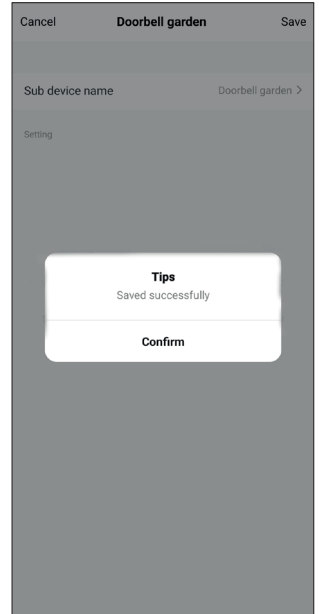 Cancel Doorbell garden Save
Sub device name Doorbell garden >
Setting
Tips
Saved successfully
Confirm